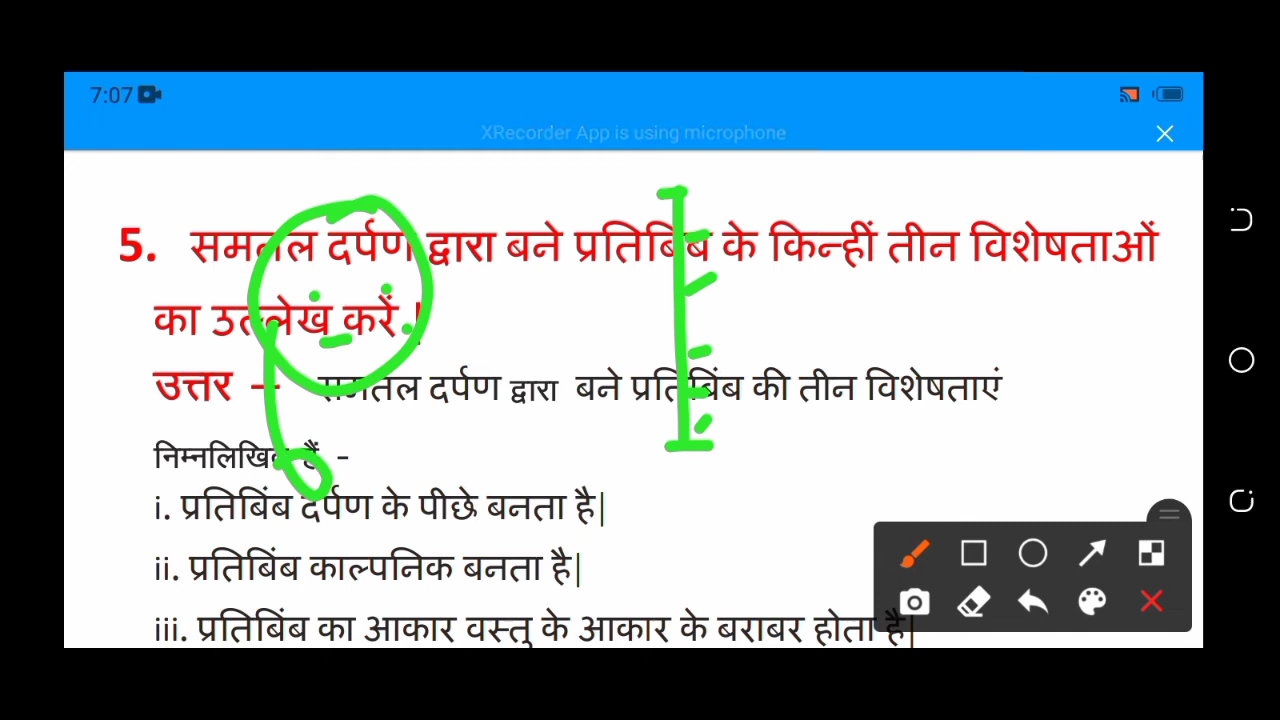 7:07
XRecorder App is using microphone
5. समतल दर्पण द्वारा बने प्रतिबिंब के किन्हीं तीन विशेषताओं
का उल्लेख करें |
उत्तर – समतल दर्पण द्वारा बने प्रतिबिंब की तीन विशेषताएं
निम्नलिखित हैं -
i. प्रतिबिंब दर्पण के पीछे बनता है|
ii. प्रतिबिंब काल्पनिक बनता है|
iii. प्रतिबिंब का आकार वस्तु के आकार के बराबर होता है|